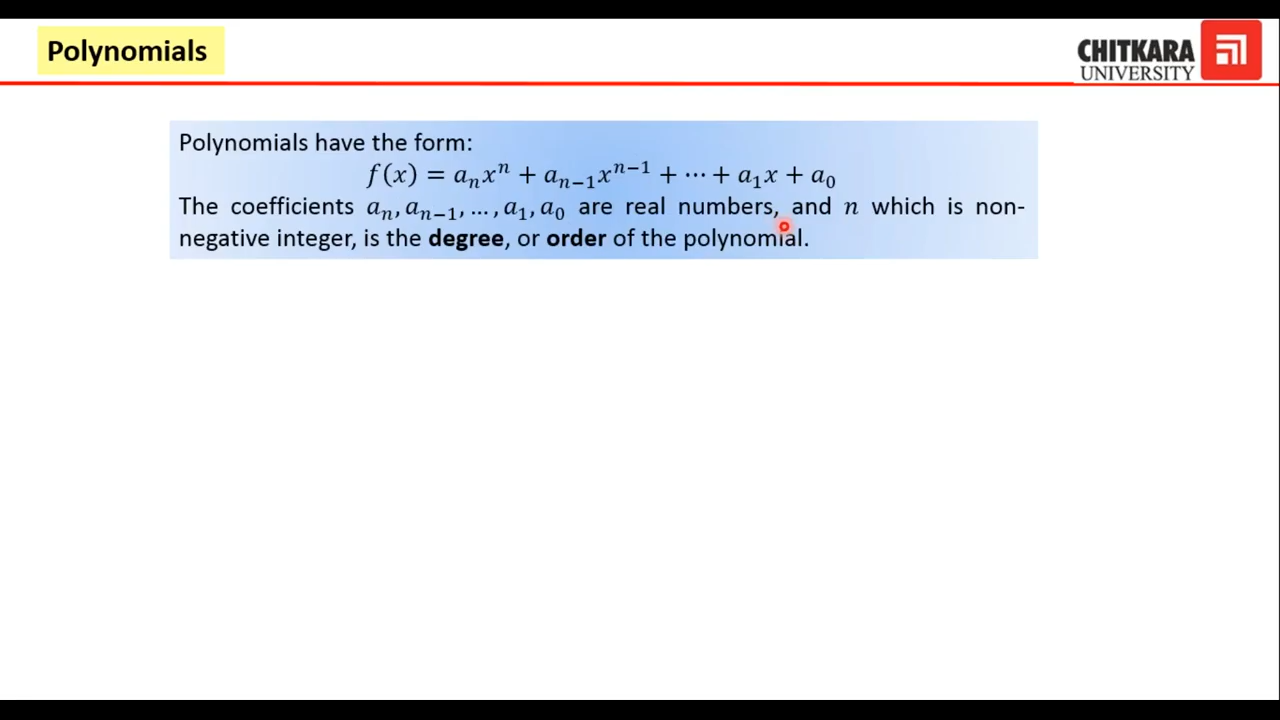 Polynomials
CHITKARA
UNIVERSITY
Polynomials have the form:
f(x) = aₙxⁿ + aₙ₋₁xⁿ⁻¹ + ⋯ + a₁x + a₀
The coefficients aₙ, aₙ₋₁, … , a₁, a₀ are real numbers, and n which is non-
negative integer, is the degree, or order of the polynomial.